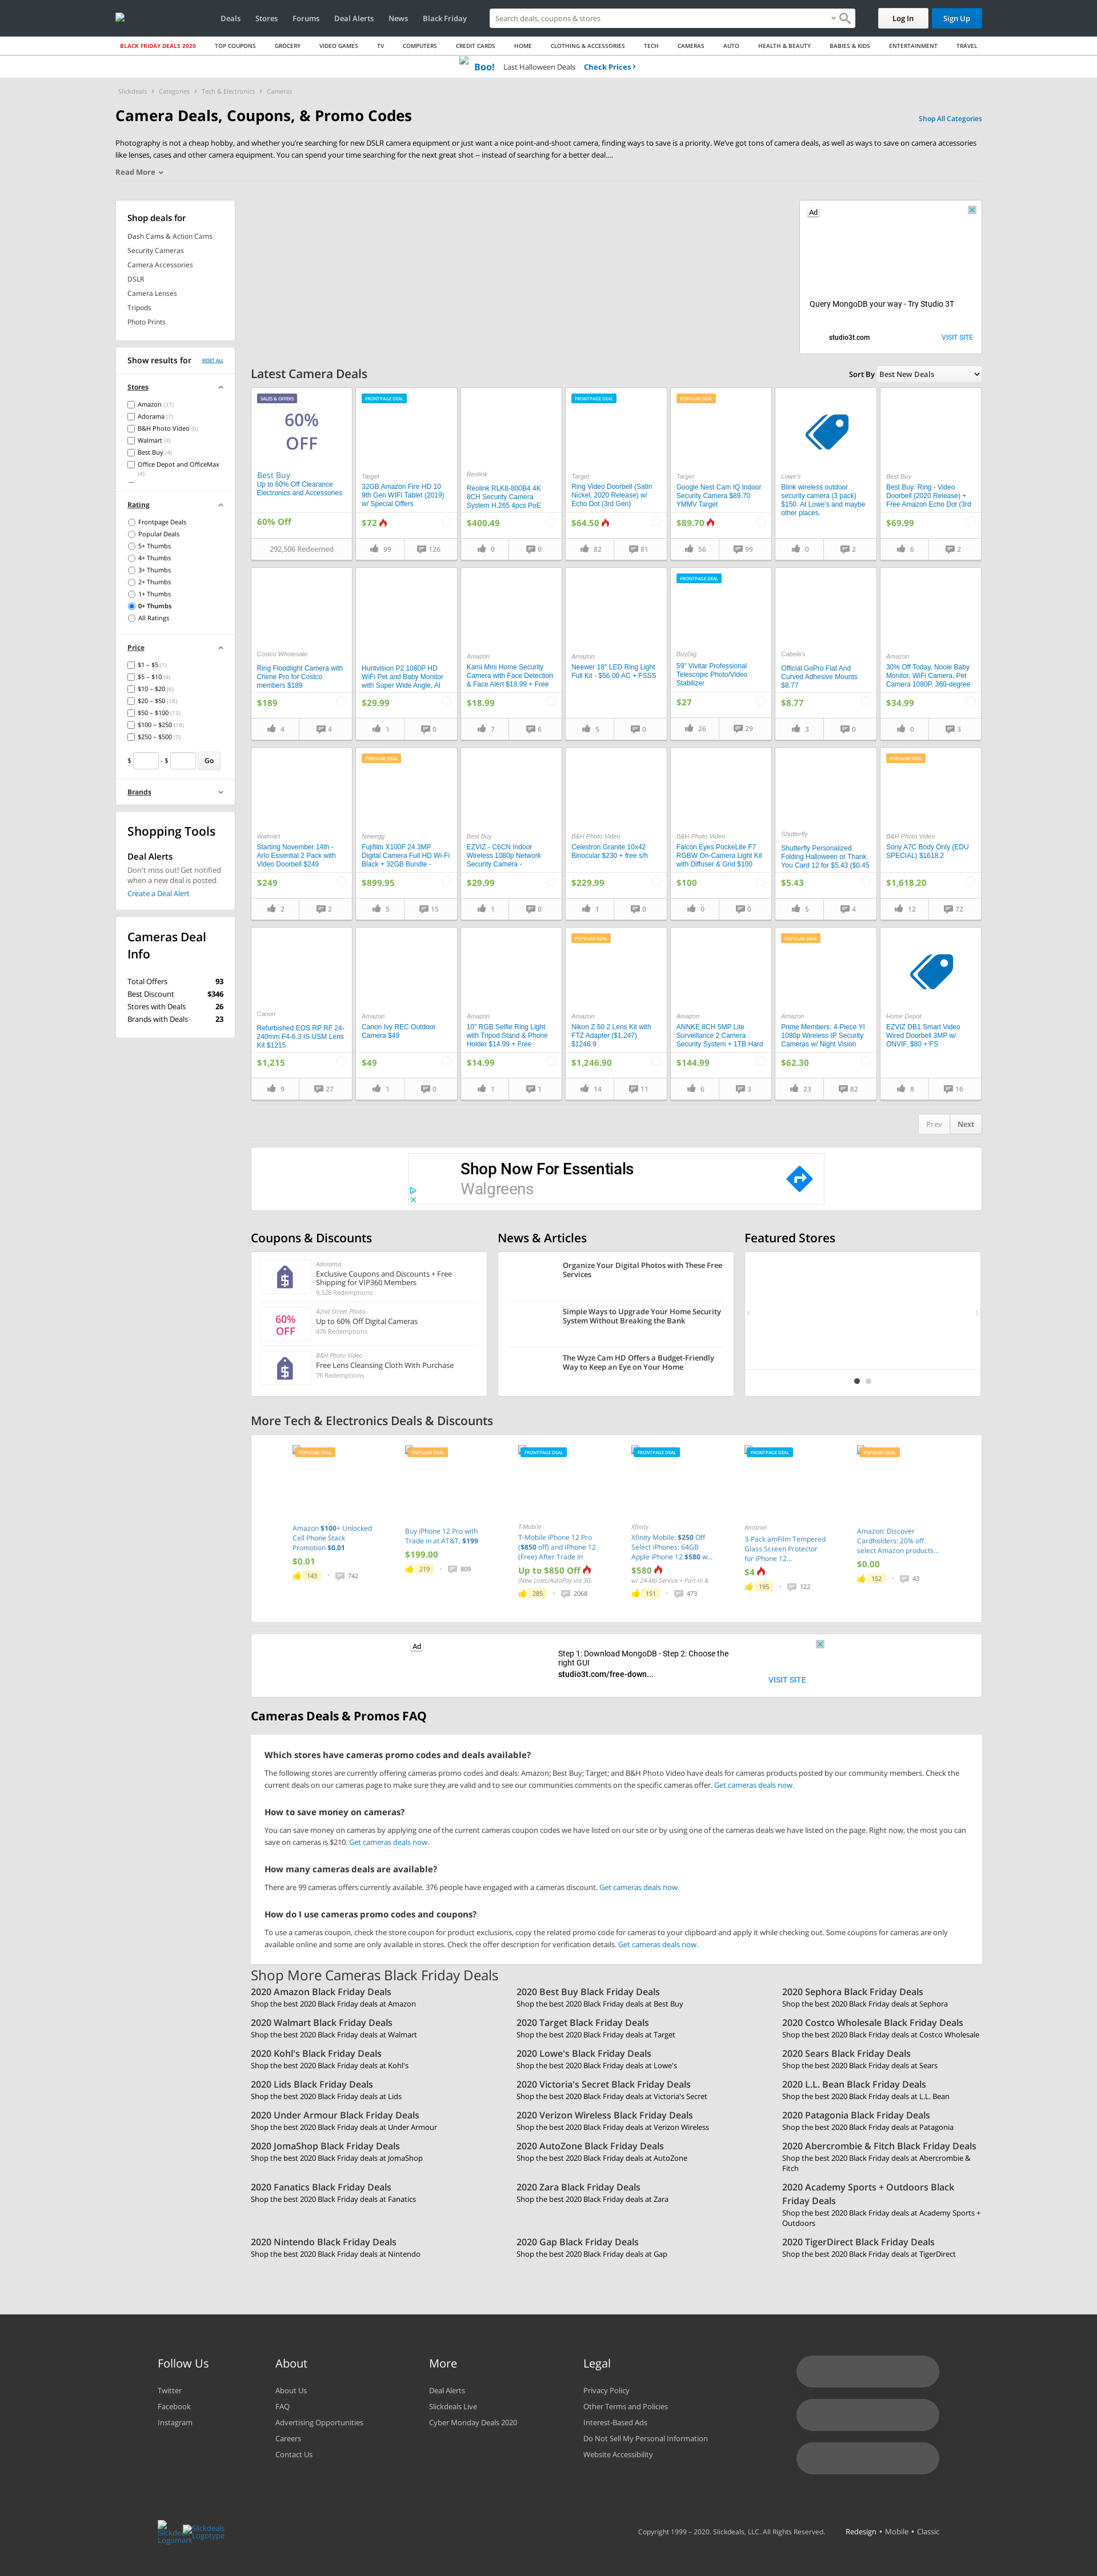 Deals
Stores
Forums
Deal Alerts
News
Black Friday
Search deals, coupons & stores
Log In
Sign Up
BLACK FRIDAY DEALS 2020
TOP COUPONS
GROCERY
VIDEO GAMES
TV
COMPUTERS
CREDIT CARDS
HOME
CLOTHING & ACCESSORIES
TECH
CAMERAS
AUTO
HEALTH & BEAUTY
BABIES & KIDS
ENTERTAINMENT
TRAVEL
Boo! Last Halloween Deals Check Prices
Slickdeals > Categories > Tech & Electronics > Cameras
Camera Deals, Coupons, & Promo Codes
Shop All Categories
Photography is not a cheap hobby, and whether you’re searching for new DSLR camera equipment or just want a nice point-and-shoot camera, finding ways to save is a priority. We’ve got tons of camera deals, as well as ways to save on camera accessories
like lenses, cases and other camera equipment. You can spend your time searching for the next great shot -- instead of searching for a better deal....
Read More
Shop deals for
Dash Cams & Action Cams
Security Cameras
Camera Accessories
DSLR
Camera Lenses
Tripods
Photo Prints
Show results for RESET ALL
Stores
Amazon (37)
Adorama (7)
B&H Photo Video (6)
Walmart (4)
Best Buy (4)
Office Depot and OfficeMax
(4)
Rating
Frontpage Deals
Popular Deals
5+ Thumbs
4+ Thumbs
3+ Thumbs
2+ Thumbs
1+ Thumbs
0+ Thumbs
All Ratings
Price
$1 – $5 (1)
$5 – $10 (4)
$10 – $20 (6)
$20 – $50 (18)
$50 – $100 (13)
$100 – $250 (18)
$250 – $500 (7)
$ - $ Go
Brands
Shopping Tools
Deal Alerts
Don't miss out! Get notified
when a new deal is posted.
Create a Deal Alert
Cameras Deal
Info
Total Offers 93
Best Discount $346
Stores with Deals 26
Brands with Deals 23
Ad
Query MongoDB your way - Try Studio 3T
studio3t.com VISIT SITE
Latest Camera Deals
Sort By Best New Deals
SALES & OFFERS
60%
OFF
Best Buy
Up to 60% Off Clearance
Electronics and Accessories
60% Off
292,506 Redeemed
FRONTPAGE DEAL
Target
32GB Amazon Fire HD 10
9th Gen WIFI Tablet (2019)
w/ Special Offers
$72
99 126
Reolink
Reolink RLK8-800B4 4K
8CH Security Camera
System H.265 4pcs PoE
$400.49
0 0
FRONTPAGE DEAL
Target
Ring Video Doorbell (Satin
Nickel, 2020 Release) w/
Echo Dot (3rd Gen)
$64.50
82 81
POPULAR DEAL
Target
Google Nest Cam IQ Indoor
Security Camera $89.70
YMMV Target
$89.70
56 99
Lowe's
Blink wireless outdoor
security camera (3 pack)
$150. At Lowe's and maybe
other places.
0 2
Best Buy
Best Buy: Ring - Video
Doorbell (2020 Release) +
Free Amazon Echo Dot (3rd
$69.99
6 2
Costco Wholesale
Ring Floodlight Camera with
Chime Pro for Costco
members $189
$189
4 4
Huntvision P2 1080P HD
WiFi Pet and Baby Monitor
with Super Wide Angle, AI
$29.99
1 0
Amazon
Kami Mini Home Security
Camera with Face Detection
& Face Alert $18.99 + Free
$18.99
7 6
Amazon
Neewer 18" LED Ring Light
Full Kit - $56.00 AC + FSSS
5 0
FRONTPAGE DEAL
BuyDig
59" Vivitar Professional
Telescopic Photo/Video
Stabilizer
$27
26 29
Cabela's
Official GoPro Flat And
Curved Adhesive Mounts
$8.77
$8.77
3 0
Amazon
30% Off Today, Nooie Baby
Monitor, WiFi Camera, Pet
Camera 1080P, 360-degree
$34.99
0 3
Walmart
Starting November 14th -
Arlo Essential 2 Pack with
Video Doorbell $249
$249
2 2
POPULAR DEAL
Newegg
Fujifilm X100F 24.3MP
Digital Camera Full HD Wi-Fi
Black + 32GB Bundle -
$899.95
5 15
Best Buy
EZVIZ - C6CN Indoor
Wireless 1080p Network
Security Camera -
$29.99
1 0
B&H Photo Video
Celestron Granite 10x42
Binocular $230 + free s/h
$229.99
1 0
B&H Photo Video
Falcon Eyes PockeLite F7
RGBW On-Camera Light Kit
with Diffuser & Grid $100
$100
0 0
Shutterfly
Shutterfly Personalized
Folding Halloween or Thank
You Card 12 for $5.43 ($0.45
$5.43
5 4
POPULAR DEAL
B&H Photo Video
Sony A7C Body Only (EDU
SPECIAL) $1618.2
$1,618.20
12 72
Canon
Refurbished EOS RP RF 24-
240mm F4-6.3 IS USM Lens
Kit $1215
$1,215
9 27
Amazon
Canon Ivy REC Outdoor
Camera $49
$49
1 0
Amazon
10" RGB Selfie Ring Light
with Tripod Stand & Phone
Holder $14.99 + Free
$14.99
1 1
POPULAR DEAL
Amazon
Nikon Z 50 2 Lens Kit with
FTZ Adapter ($1,247)
$1246.9
$1,246.90
14 11
Amazon
ANNKE 8CH 5MP Lite
Surveillance 2 Camera
Security System + 1TB Hard
$144.99
6 3
POPULAR DEAL
Amazon
Prime Members: 4-Piece YI
1080p Wireless IP Security
Cameras w/ Night Vision
$62.30
23 82
Home Depot
EZVIZ DB1 Smart Video
Wired Doorbell 3MP w/
ONVIF, $80 + FS
8 16
Prev Next
Shop Now For Essentials
Walgreens
Coupons & Discounts
Adorama
Exclusive Coupons and Discounts + Free
Shipping for VIP360 Members
9,326 Redemptions
60%
OFF
42nd Street Photo
Up to 60% Off Digital Cameras
476 Redemptions
B&H Photo Video
Free Lens Cleansing Cloth With Purchase
76 Redemptions
News & Articles
Organize Your Digital Photos with These Free
Services
Simple Ways to Upgrade Your Home Security
System Without Breaking the Bank
The Wyze Cam HD Offers a Budget-Friendly
Way to Keep an Eye on Your Home
Featured Stores
More Tech & Electronics Deals & Discounts
POPULAR DEAL
Amazon $100+ Unlocked
Cell Phone Stack
Promotion $0.01
$0.01
143 742
POPULAR DEAL
Buy iPhone 12 Pro with
Trade in at AT&T, $199
$199.00
219 809
FRONTPAGE DEAL
T-Mobile
T-Mobile iPhone 12 Pro
($850 off) and iPhone 12
(Free) After Trade In
Up to $850 Off
(New Lines/AutoPay via 30-
285 2068
FRONTPAGE DEAL
Xfinity
Xfinity Mobile: $250 Off
Select iPhones: 64GB
Apple iPhone 12 $580 w...
$580
w/ 24-Mo Service + Port-In &
151 473
FRONTPAGE DEAL
Amazon
3-Pack amFilm Tempered
Glass Screen Protector
for iPhone 12...
$4
195 122
POPULAR DEAL
Amazon: Discover
Cardholders: 20% off
select Amazon products...
$0.00
152 43
Ad
Step 1: Download MongoDB - Step 2: Choose the
right GUI
studio3t.com/free-down...
VISIT SITE
Cameras Deals & Promos FAQ
Which stores have cameras promo codes and deals available?
The following stores are currently offering cameras promo codes and deals: Amazon; Best Buy; Target; and B&H Photo Video have deals for cameras products posted by our community members. Check the
current deals on our cameras page to make sure they are valid and to see our communities comments on the specific cameras offer. Get cameras deals now.
How to save money on cameras?
You can save money on cameras by applying one of the current cameras coupon codes we have listed on our site or by using one of the cameras deals we have listed on the page. Right now, the most you can
save on cameras is $210. Get cameras deals now.
How many cameras deals are available?
There are 99 cameras offers currently available. 376 people have engaged with a cameras discount. Get cameras deals now.
How do I use cameras promo codes and coupons?
To use a cameras coupon, check the store coupon for product exclusions, copy the related promo code for cameras to your clipboard and apply it while checking out. Some coupons for cameras are only
available online and some are only available in stores. Check the offer description for verification details. Get cameras deals now.
Shop More Cameras Black Friday Deals
2020 Amazon Black Friday Deals
Shop the best 2020 Black Friday deals at Amazon
2020 Best Buy Black Friday Deals
Shop the best 2020 Black Friday deals at Best Buy
2020 Sephora Black Friday Deals
Shop the best 2020 Black Friday deals at Sephora
2020 Walmart Black Friday Deals
Shop the best 2020 Black Friday deals at Walmart
2020 Target Black Friday Deals
Shop the best 2020 Black Friday deals at Target
2020 Costco Wholesale Black Friday Deals
Shop the best 2020 Black Friday deals at Costco Wholesale
2020 Kohl's Black Friday Deals
Shop the best 2020 Black Friday deals at Kohl's
2020 Lowe's Black Friday Deals
Shop the best 2020 Black Friday deals at Lowe's
2020 Sears Black Friday Deals
Shop the best 2020 Black Friday deals at Sears
2020 Lids Black Friday Deals
Shop the best 2020 Black Friday deals at Lids
2020 Victoria's Secret Black Friday Deals
Shop the best 2020 Black Friday deals at Victoria's Secret
2020 L.L. Bean Black Friday Deals
Shop the best 2020 Black Friday deals at L.L. Bean
2020 Under Armour Black Friday Deals
Shop the best 2020 Black Friday deals at Under Armour
2020 Verizon Wireless Black Friday Deals
Shop the best 2020 Black Friday deals at Verizon Wireless
2020 Patagonia Black Friday Deals
Shop the best 2020 Black Friday deals at Patagonia
2020 JomaShop Black Friday Deals
Shop the best 2020 Black Friday deals at JomaShop
2020 AutoZone Black Friday Deals
Shop the best 2020 Black Friday deals at AutoZone
2020 Abercrombie & Fitch Black Friday Deals
Shop the best 2020 Black Friday deals at Abercrombie &
Fitch
2020 Fanatics Black Friday Deals
Shop the best 2020 Black Friday deals at Fanatics
2020 Zara Black Friday Deals
Shop the best 2020 Black Friday deals at Zara
2020 Academy Sports + Outdoors Black
Friday Deals
Shop the best 2020 Black Friday deals at Academy Sports +
Outdoors
2020 Nintendo Black Friday Deals
Shop the best 2020 Black Friday deals at Nintendo
2020 Gap Black Friday Deals
Shop the best 2020 Black Friday deals at Gap
2020 TigerDirect Black Friday Deals
Shop the best 2020 Black Friday deals at TigerDirect
Follow Us
Twitter
Facebook
Instagram
About
About Us
FAQ
Advertising Opportunities
Careers
Contact Us
More
Deal Alerts
Slickdeals Live
Cyber Monday Deals 2020
Legal
Privacy Policy
Other Terms and Policies
Interest-Based Ads
Do Not Sell My Personal Information
Website Accessibility
Slickdeals
Logomark
Slickdeals
Logotype
Copyright 1999 – 2020. Slickdeals, LLC. All Rights Reserved.
Redesign • Mobile • Classic